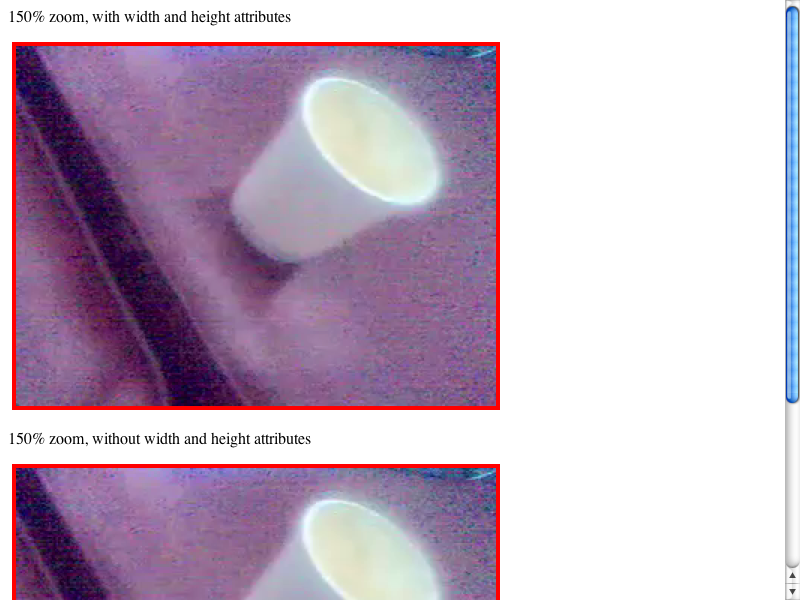 150% zoom, with width and height attributes
150% zoom, without width and height attributes